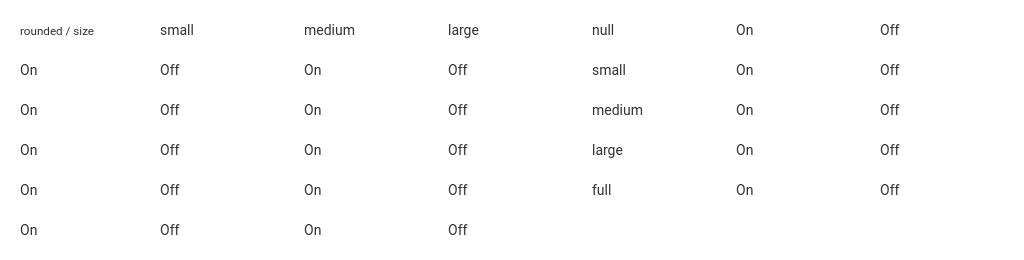 rounded / size small medium large null On Off
On Off On Off small On Off
On Off On Off medium On Off
On Off On Off large On Off
On Off On Off full On Off
On Off On Off